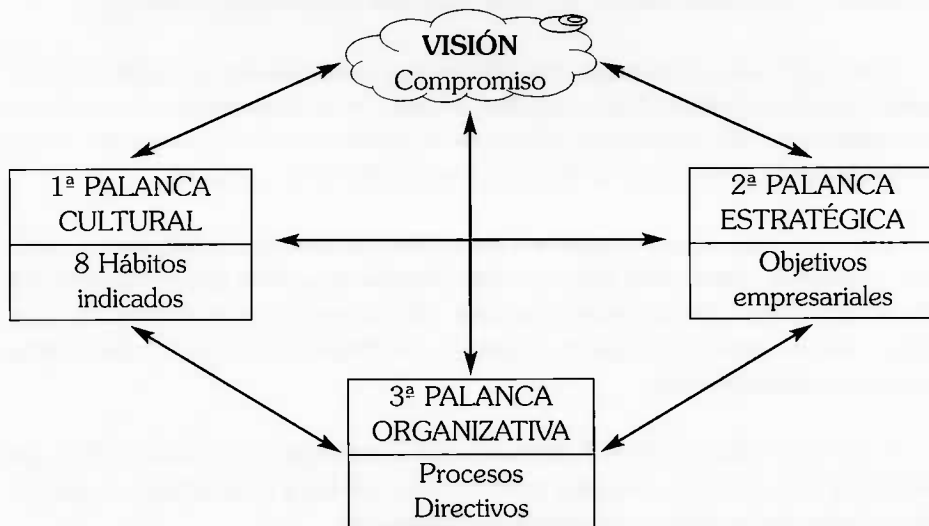 VISIÓN
Compromiso
1ª PALANCA
CULTURAL
8 Hábitos
indicados
2ª PALANCA
ESTRATÉGICA
Objetivos
empresariales
3ª PALANCA
ORGANIZATIVA
Procesos
Directivos